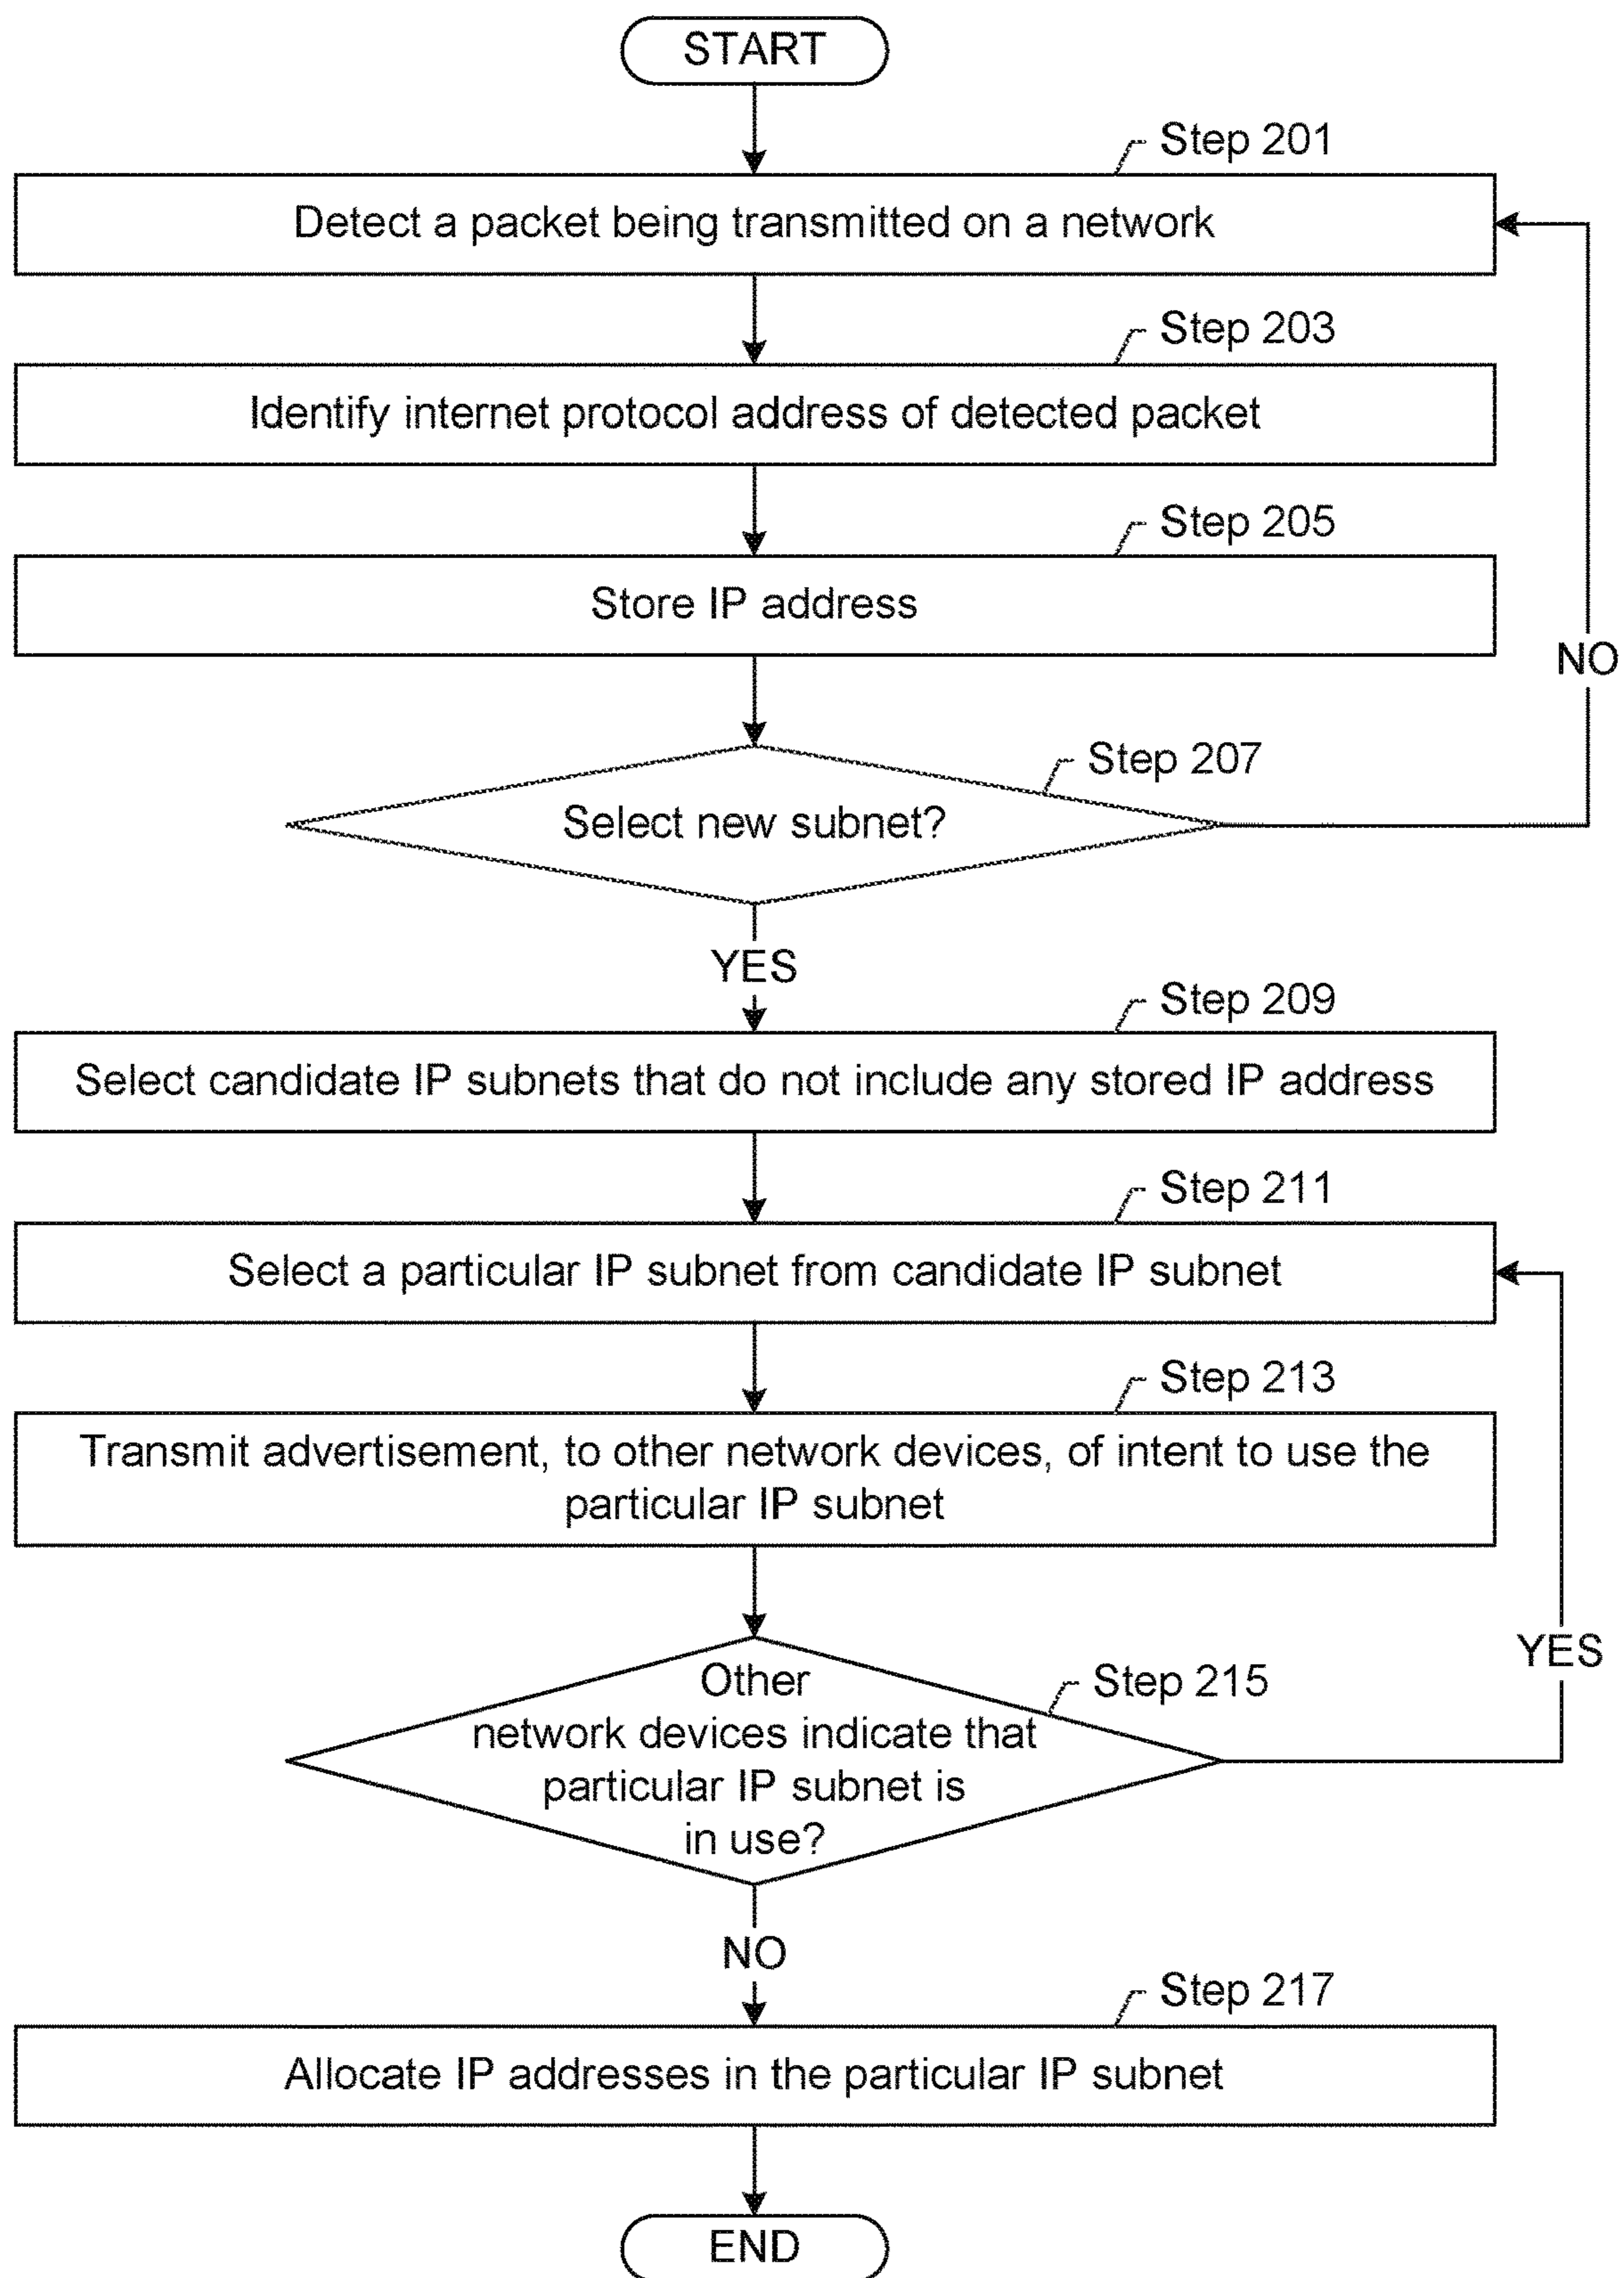 START
Step 201
Detect a packet being transmitted on a network
Step 203
Identify internet protocol address of detected packet
Step 205
Store IP address
NO
Step 207
Select new subnet?
YES
Step 209
Select candidate IP subnets that do not include any stored IP address
Step 211
Select a particular IP subnet from candidate IP subnet
Step 213
Transmit advertisement, to other network devices, of intent to use the
particular IP subnet
YES
Step 215
Other
network devices indicate that
particular IP subnet is
in use?
NO
Step 217
Allocate IP addresses in the particular IP subnet
END